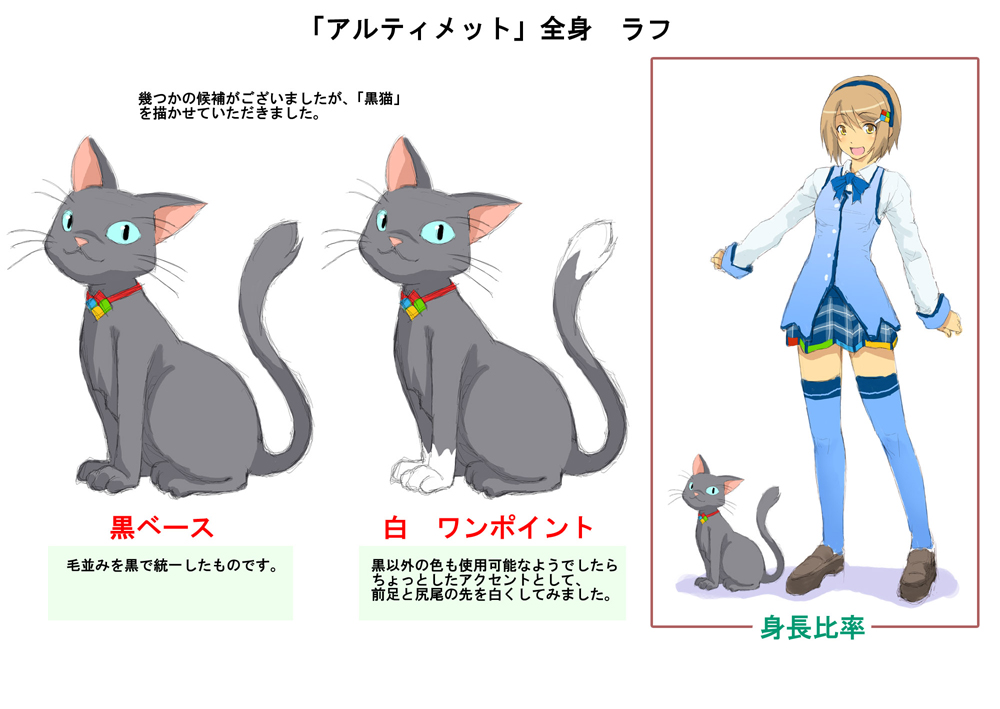 「アルティメット」全身　ラフ
幾つかの候補がございましたが、「黒猫」
を描かせていただきました。
黒ベース
毛並みを黒で統一したものです。
白　ワンポイント
黒以外の色も使用可能なようでしたら
ちょっとしたアクセントとして、
前足と尻尾の先を白くしてみました。
身長比率